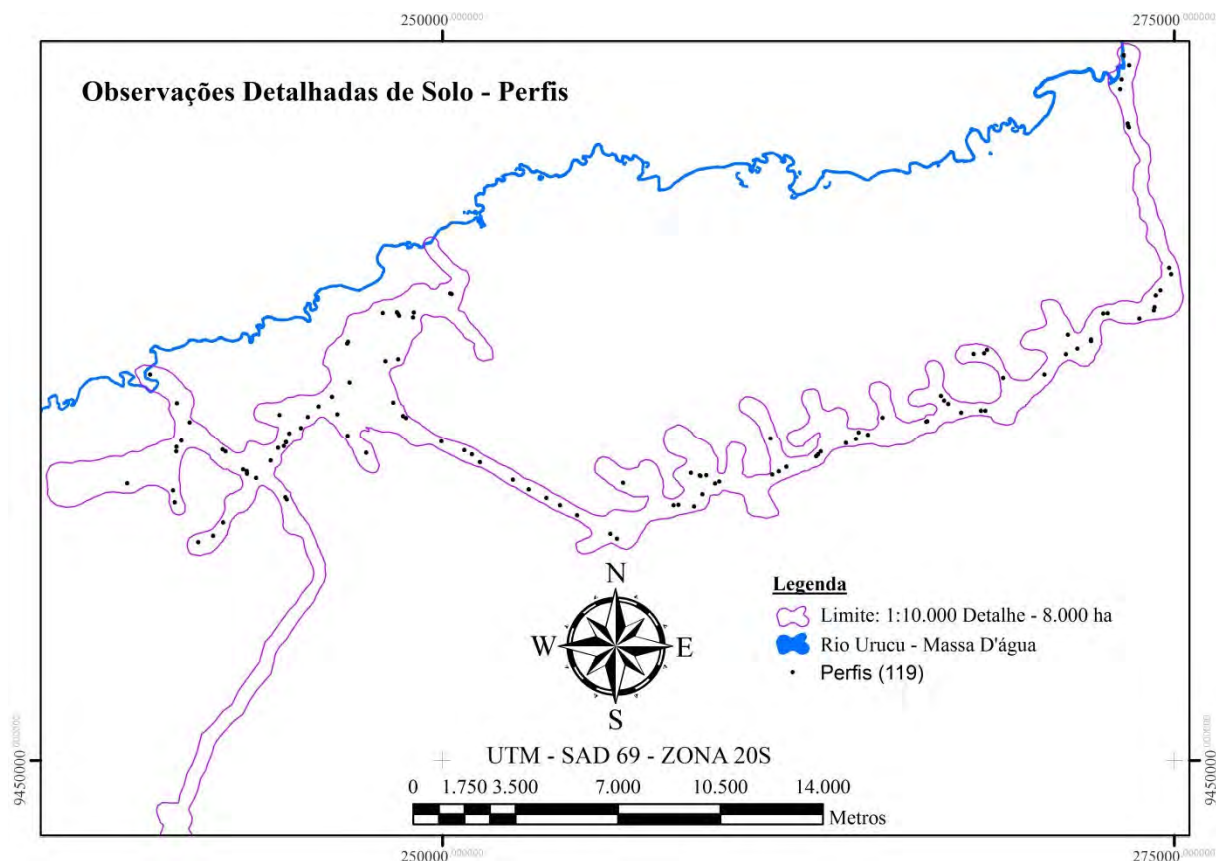 250000,000000 275000,000000
Observações Detalhadas de Solo - Perfis
N
W E
S
Legenda
Limite: 1:10.000 Detalhe - 8.000 ha
Rio Urucu - Massa D'água
Perfis (119)
UTM - SAD 69 - ZONA 20S
0 1.750 3.500 7.000 10.500 14.000
Metros
9450000,000000 9450000,000000
250000,000000 275000,000000